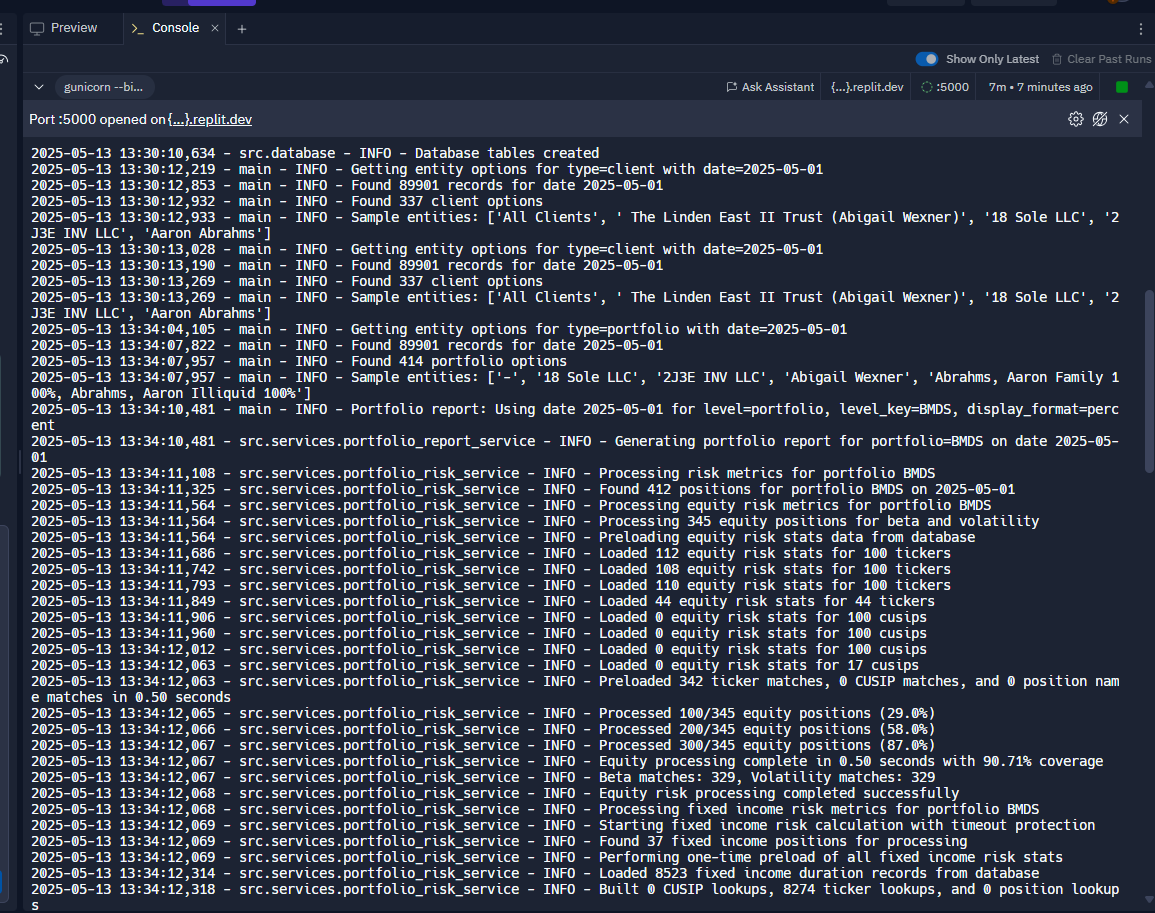 Preview
Console
Show Only Latest
Clear Past Runs
gunicorn --bi...
Ask Assistant
{...}.replit.dev
:5000
7m • 7 minutes ago
Port :5000 opened on {...}.replit.dev
2025-05-13 13:30:10,634 - src.database - INFO - Database tables created
2025-05-13 13:30:12,219 - main - INFO - Getting entity options for type=client with date=2025-05-01
2025-05-13 13:30:12,853 - main - INFO - Found 89901 records for date 2025-05-01
2025-05-13 13:30:12,932 - main - INFO - Found 337 client options
2025-05-13 13:30:12,933 - main - INFO - Sample entities: ['All Clients', ' The Linden East II Trust (Abigail Wexner)', '18 Sole LLC', '2
J3E INV LLC', 'Aaron Abrahms']
2025-05-13 13:30:13,028 - main - INFO - Getting entity options for type=client with date=2025-05-01
2025-05-13 13:30:13,190 - main - INFO - Found 89901 records for date 2025-05-01
2025-05-13 13:30:13,269 - main - INFO - Found 337 client options
2025-05-13 13:30:13,269 - main - INFO - Sample entities: ['All Clients', ' The Linden East II Trust (Abigail Wexner)', '18 Sole LLC', '2
J3E INV LLC', 'Aaron Abrahms']
2025-05-13 13:34:04,105 - main - INFO - Getting entity options for type=portfolio with date=2025-05-01
2025-05-13 13:34:07,822 - main - INFO - Found 89901 records for date 2025-05-01
2025-05-13 13:34:07,957 - main - INFO - Found 414 portfolio options
2025-05-13 13:34:07,957 - main - INFO - Sample entities: ['-', '18 Sole LLC', '2J3E INV LLC', 'Abigail Wexner', 'Abrahms, Aaron Family 1
00%, Abrahms, Aaron Illiquid 100%']
2025-05-13 13:34:10,481 - main - INFO - Portfolio report: Using date 2025-05-01 for level=portfolio, level_key=BMDS, display_format=perc
ent
2025-05-13 13:34:10,481 - src.services.portfolio_report_service - INFO - Generating portfolio report for portfolio=BMDS on date 2025-05-
01
2025-05-13 13:34:11,108 - src.services.portfolio_risk_service - INFO - Processing risk metrics for portfolio BMDS
2025-05-13 13:34:11,325 - src.services.portfolio_risk_service - INFO - Found 412 positions for portfolio BMDS on 2025-05-01
2025-05-13 13:34:11,564 - src.services.portfolio_risk_service - INFO - Processing equity risk metrics for portfolio BMDS
2025-05-13 13:34:11,564 - src.services.portfolio_risk_service - INFO - Processing 345 equity positions for beta and volatility
2025-05-13 13:34:11,564 - src.services.portfolio_risk_service - INFO - Preloading equity risk stats data from database
2025-05-13 13:34:11,686 - src.services.portfolio_risk_service - INFO - Loaded 112 equity risk stats for 100 tickers
2025-05-13 13:34:11,742 - src.services.portfolio_risk_service - INFO - Loaded 108 equity risk stats for 100 tickers
2025-05-13 13:34:11,793 - src.services.portfolio_risk_service - INFO - Loaded 110 equity risk stats for 100 tickers
2025-05-13 13:34:11,849 - src.services.portfolio_risk_service - INFO - Loaded 44 equity risk stats for 44 tickers
2025-05-13 13:34:11,906 - src.services.portfolio_risk_service - INFO - Loaded 0 equity risk stats for 100 cusips
2025-05-13 13:34:11,960 - src.services.portfolio_risk_service - INFO - Loaded 0 equity risk stats for 100 cusips
2025-05-13 13:34:12,012 - src.services.portfolio_risk_service - INFO - Loaded 0 equity risk stats for 100 cusips
2025-05-13 13:34:12,063 - src.services.portfolio_risk_service - INFO - Loaded 0 equity risk stats for 17 cusips
2025-05-13 13:34:12,063 - src.services.portfolio_risk_service - INFO - Preloaded 342 ticker matches, 0 CUSIP matches, and 0 position nam
e matches in 0.50 seconds
2025-05-13 13:34:12,065 - src.services.portfolio_risk_service - INFO - Processed 100/345 equity positions (29.0%)
2025-05-13 13:34:12,066 - src.services.portfolio_risk_service - INFO - Processed 200/345 equity positions (58.0%)
2025-05-13 13:34:12,067 - src.services.portfolio_risk_service - INFO - Processed 300/345 equity positions (87.0%)
2025-05-13 13:34:12,067 - src.services.portfolio_risk_service - INFO - Equity processing complete in 0.50 seconds with 90.71% coverage
2025-05-13 13:34:12,067 - src.services.portfolio_risk_service - INFO - Beta matches: 329, Volatility matches: 329
2025-05-13 13:34:12,068 - src.services.portfolio_risk_service - INFO - Equity risk processing completed successfully
2025-05-13 13:34:12,068 - src.services.portfolio_risk_service - INFO - Processing fixed income risk metrics for portfolio BMDS
2025-05-13 13:34:12,069 - src.services.portfolio_risk_service - INFO - Starting fixed income risk calculation with timeout protection
2025-05-13 13:34:12,069 - src.services.portfolio_risk_service - INFO - Found 37 fixed income positions for processing
2025-05-13 13:34:12,069 - src.services.portfolio_risk_service - INFO - Performing one-time preload of all fixed income risk stats
2025-05-13 13:34:12,314 - src.services.portfolio_risk_service - INFO - Loaded 8523 fixed income duration records from database
2025-05-13 13:34:12,318 - src.services.portfolio_risk_service - INFO - Built 0 CUSIP lookups, 8274 ticker lookups, and 0 position lookup
s